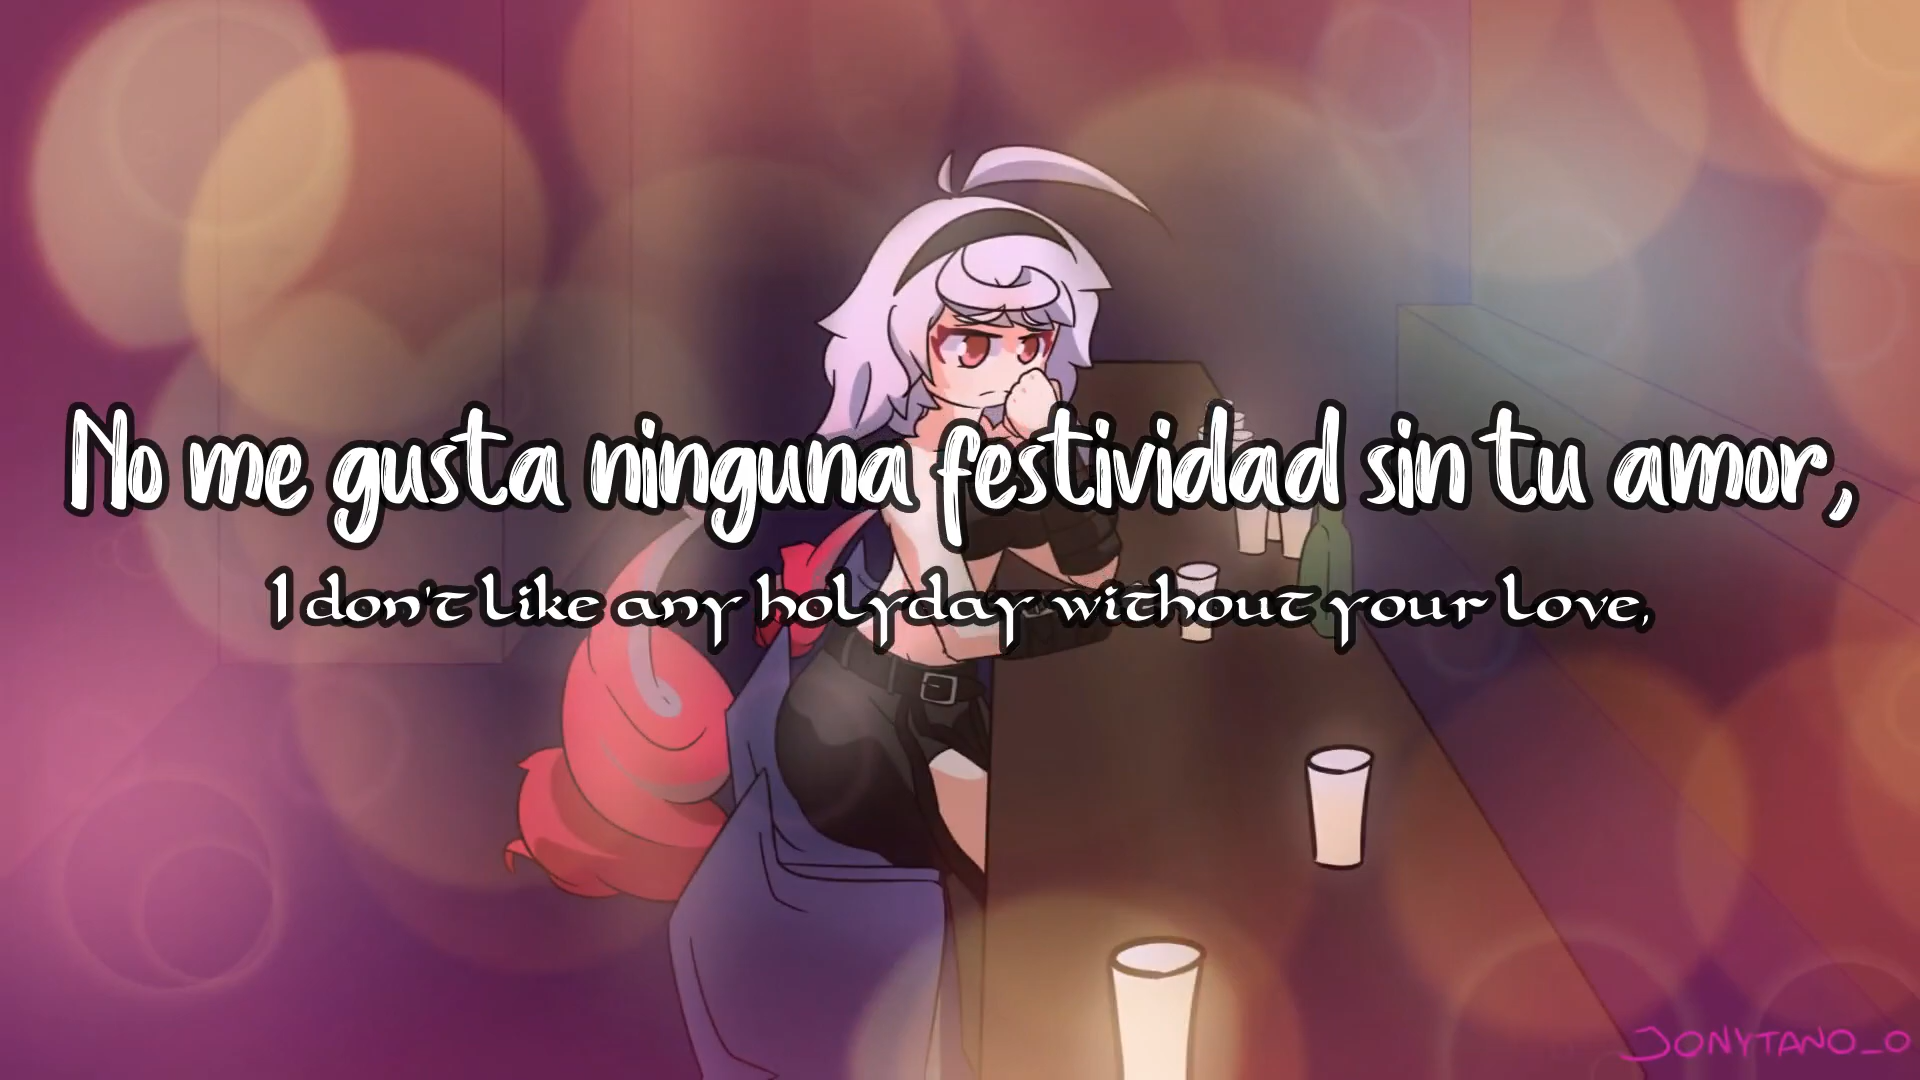 No me gusta ninguna festividad sin tu amor,
I don't like any holyday without your love,
JONYTANO_O